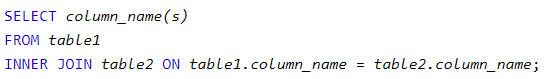 SELECT column_name(s)
FROM table1
INNER JOIN table2 ON table1.column_name = table2.column_name;